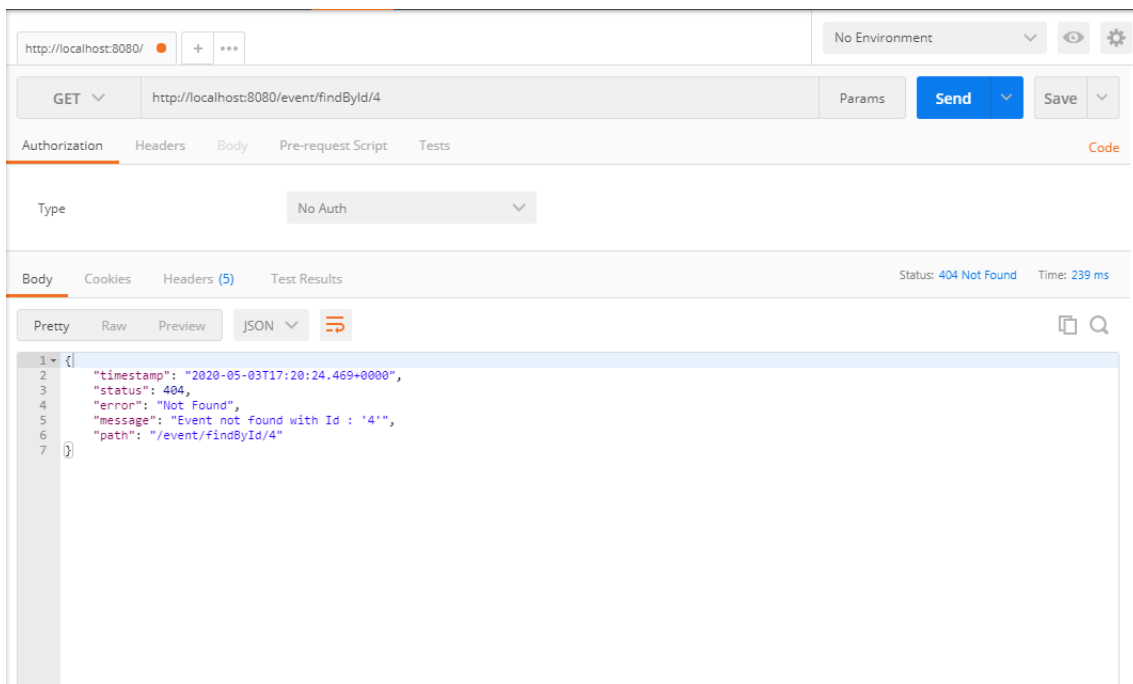 http://localhost:8080/ + ••• No Environment
GET http://localhost:8080/event/findById/4 Params Send Save
Authorization Headers Body Pre-request Script Tests Code
Type No Auth
Body Cookies Headers (5) Test Results Status: 404 Not Found Time: 239 ms
Pretty Raw Preview JSON
1 {
2 "timestamp": "2020-05-03T17:20:24.469+0000",
3 "status": 404,
4 "error": "Not Found",
5 "message": "Event not found with Id : '4'",
6 "path": "/event/findById/4"
7 }